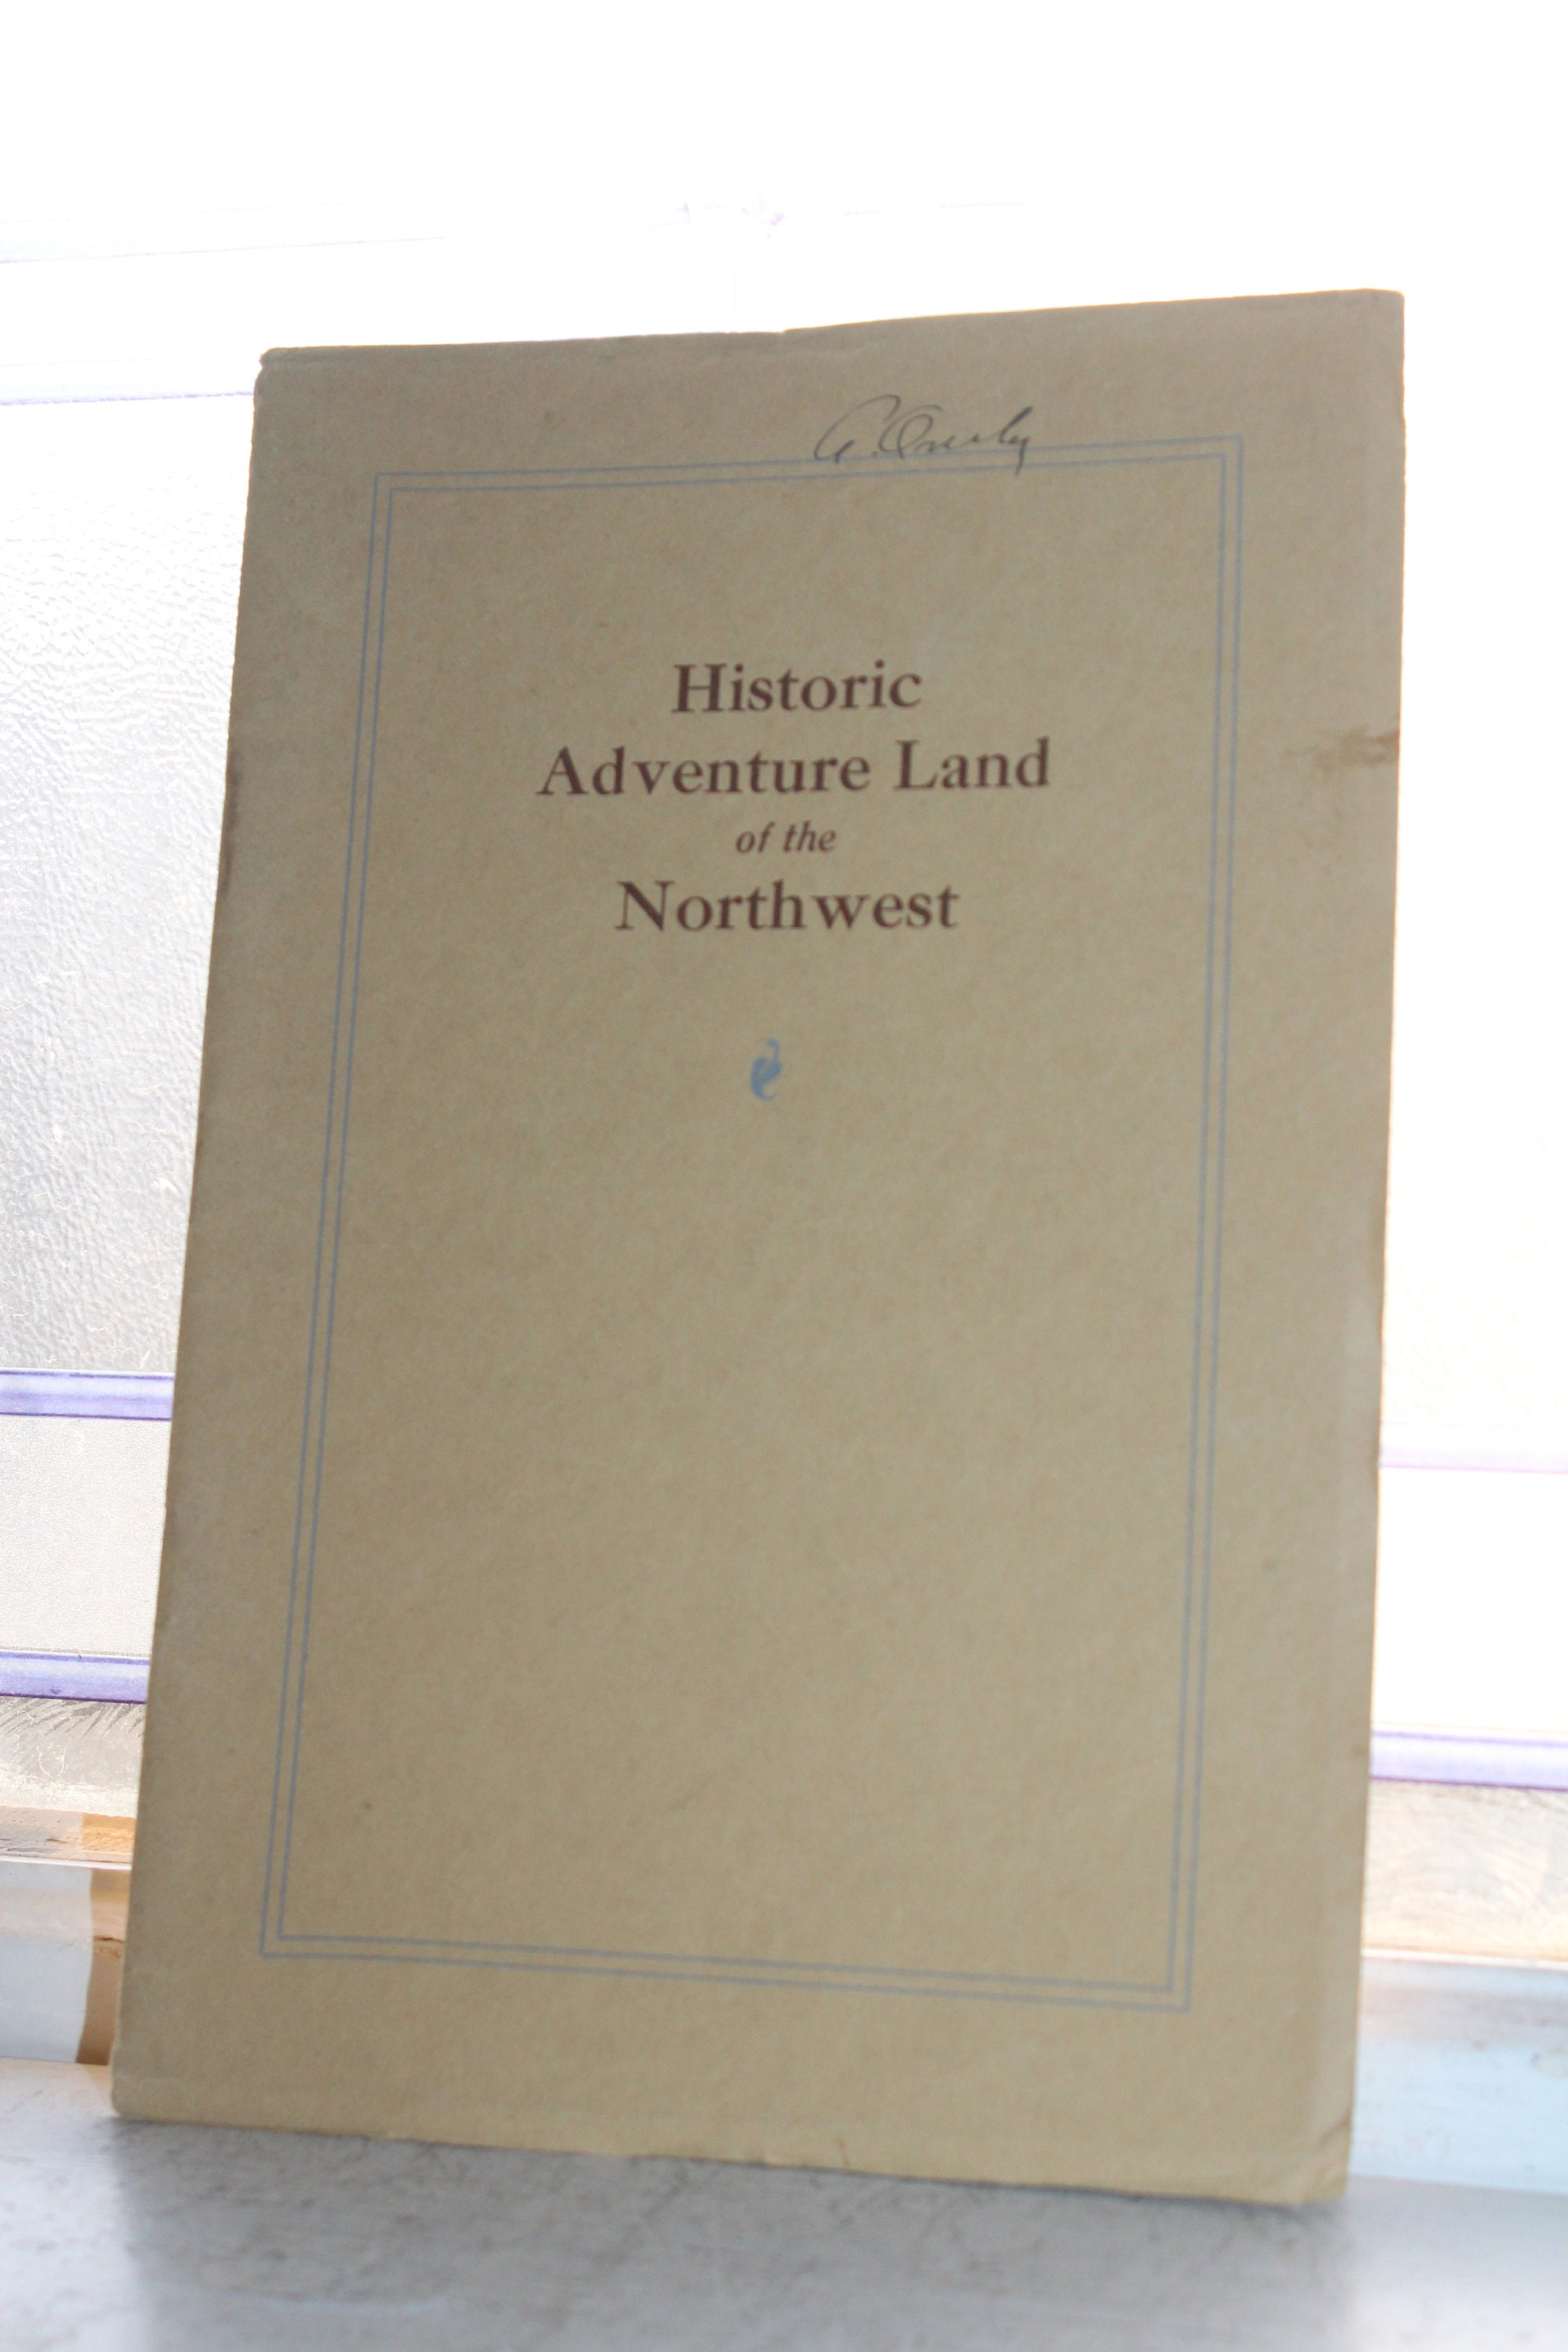 Historic
Adventure Land
of the
Northwest